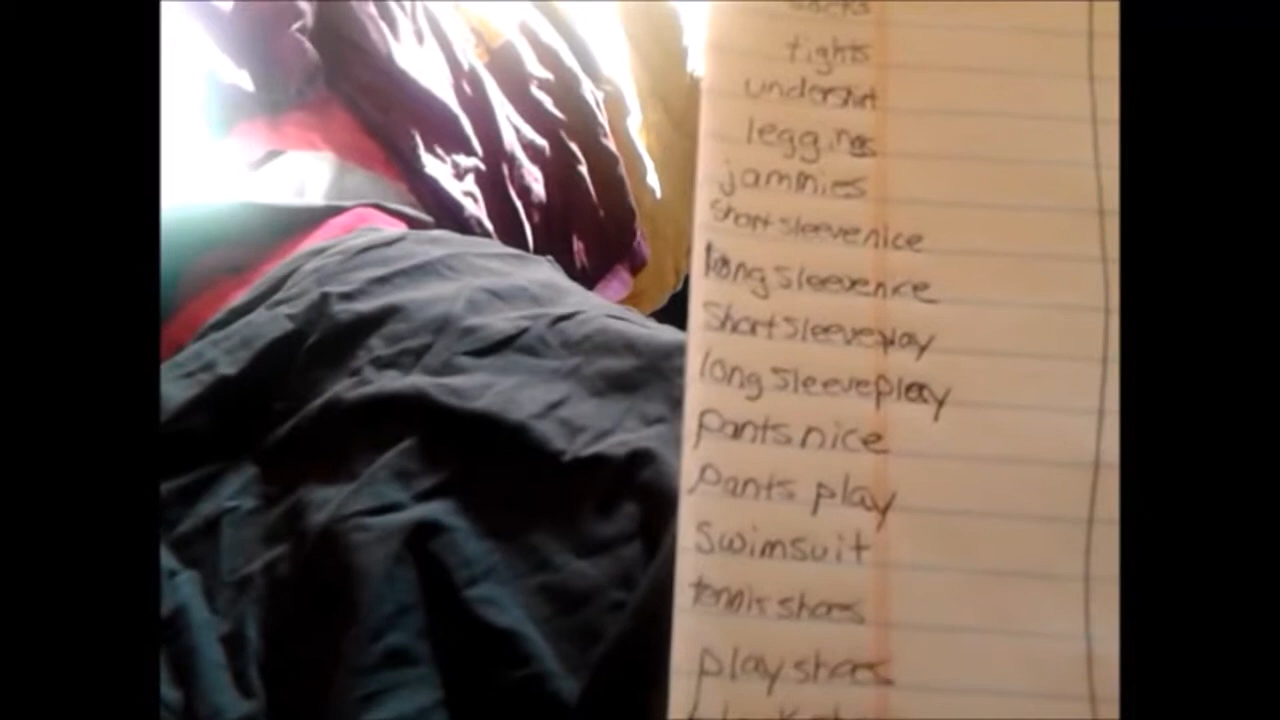 socks
tights
undershirt
leggings
jammies
short sleeve nice
long sleeve nice
short sleeve play
long sleeve play
pants nice
pants play
swimsuit
tennis shoes
play shoes